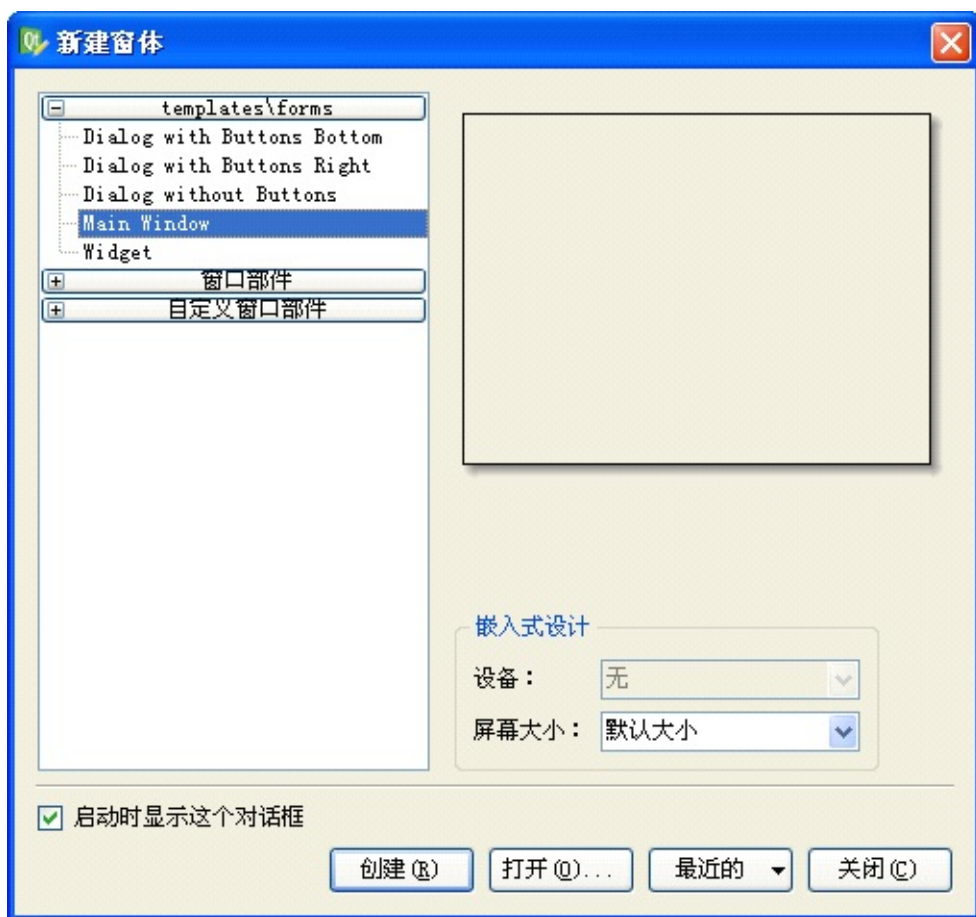 新建窗体
templates\forms
Dialog with Buttons Bottom
Dialog with Buttons Right
Dialog without Buttons
Main Window
Widget
窗口部件
自定义窗口部件
嵌入式设计
设备： 无
屏幕大小： 默认大小
启动时显示这个对话框
创建(R) 打开(O)... 最近的 关闭(C)